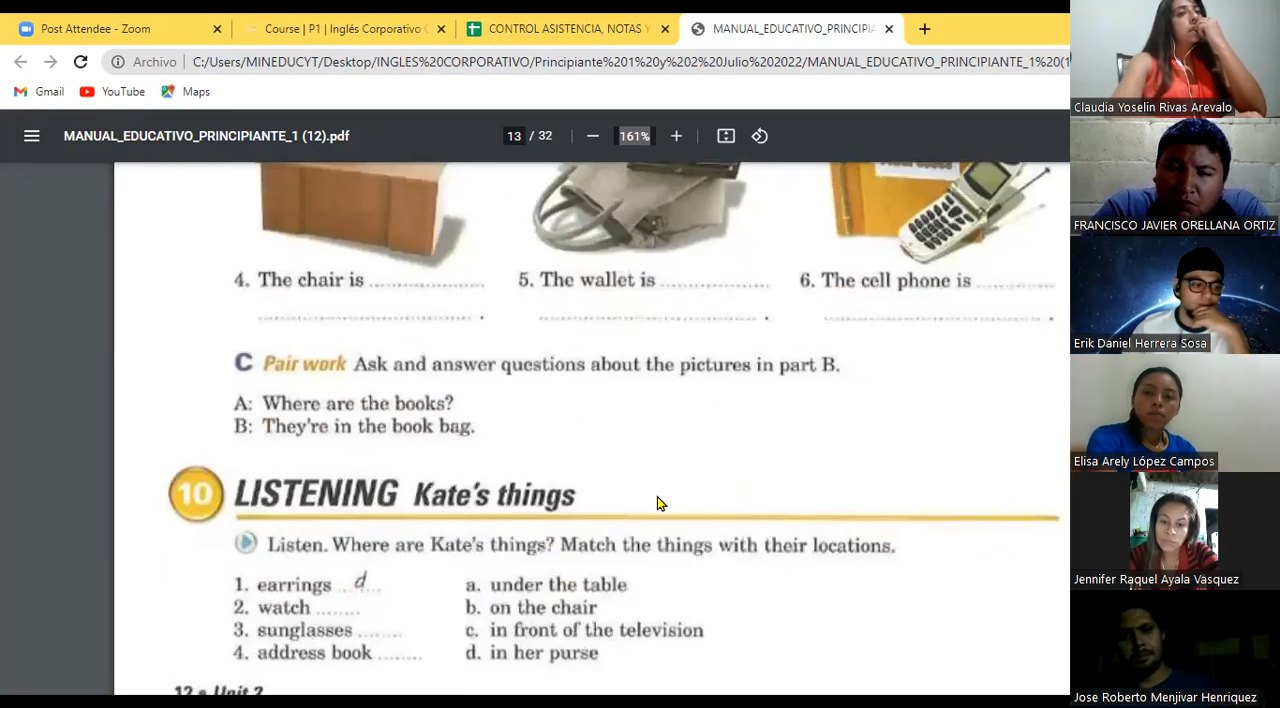 Post Attendee - Zoom
Course | P1 | Inglés Corporativo
CONTROL ASISTENCIA, NOTAS Y
MANUAL_EDUCATIVO_PRINCIPIA
Archivo
C:/Users/MINEDUCYT/Desktop/INGLES%20CORPORATIVO/Principiante%201%20y%202%20Julio%202022/MANUAL_EDUCATIVO_PRINCIPIANTE_1%20(1
Gmail
YouTube
Maps
MANUAL_EDUCATIVO_PRINCIPIANTE_1 (12).pdf
13 / 32
161%
4. The chair is
5. The wallet is
6. The cell phone is
C Pair work Ask and answer questions about the pictures in part B.
A: Where are the books?
B: They're in the book bag.
10 LISTENING Kate's things
Listen. Where are Kate's things? Match the things with their locations.
1. earrings d
2. watch
3. sunglasses
4. address book
a. under the table
b. on the chair
c. in front of the television
d. in her purse
12 • Unit 2
Claudia Yoselin Rivas Arevalo
FRANCISCO JAVIER ORELLANA ORTIZ
Erik Daniel Herrera Sosa
Elisa Arely López Campos
Jennifer Raquel Ayala Vásquez
Jose Roberto Menjivar Henriquez